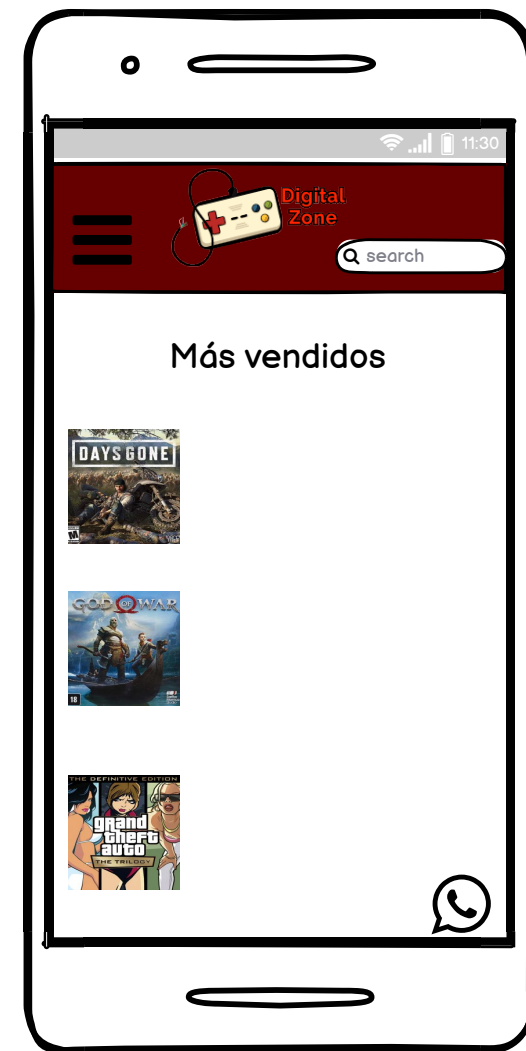 11:30
Digital
Zone
search
Más vendidos
DAYS GONE
M
GOD OF WAR
18
THE DEFINITIVE EDITION
grand
theft
auto
THE TRILOGY